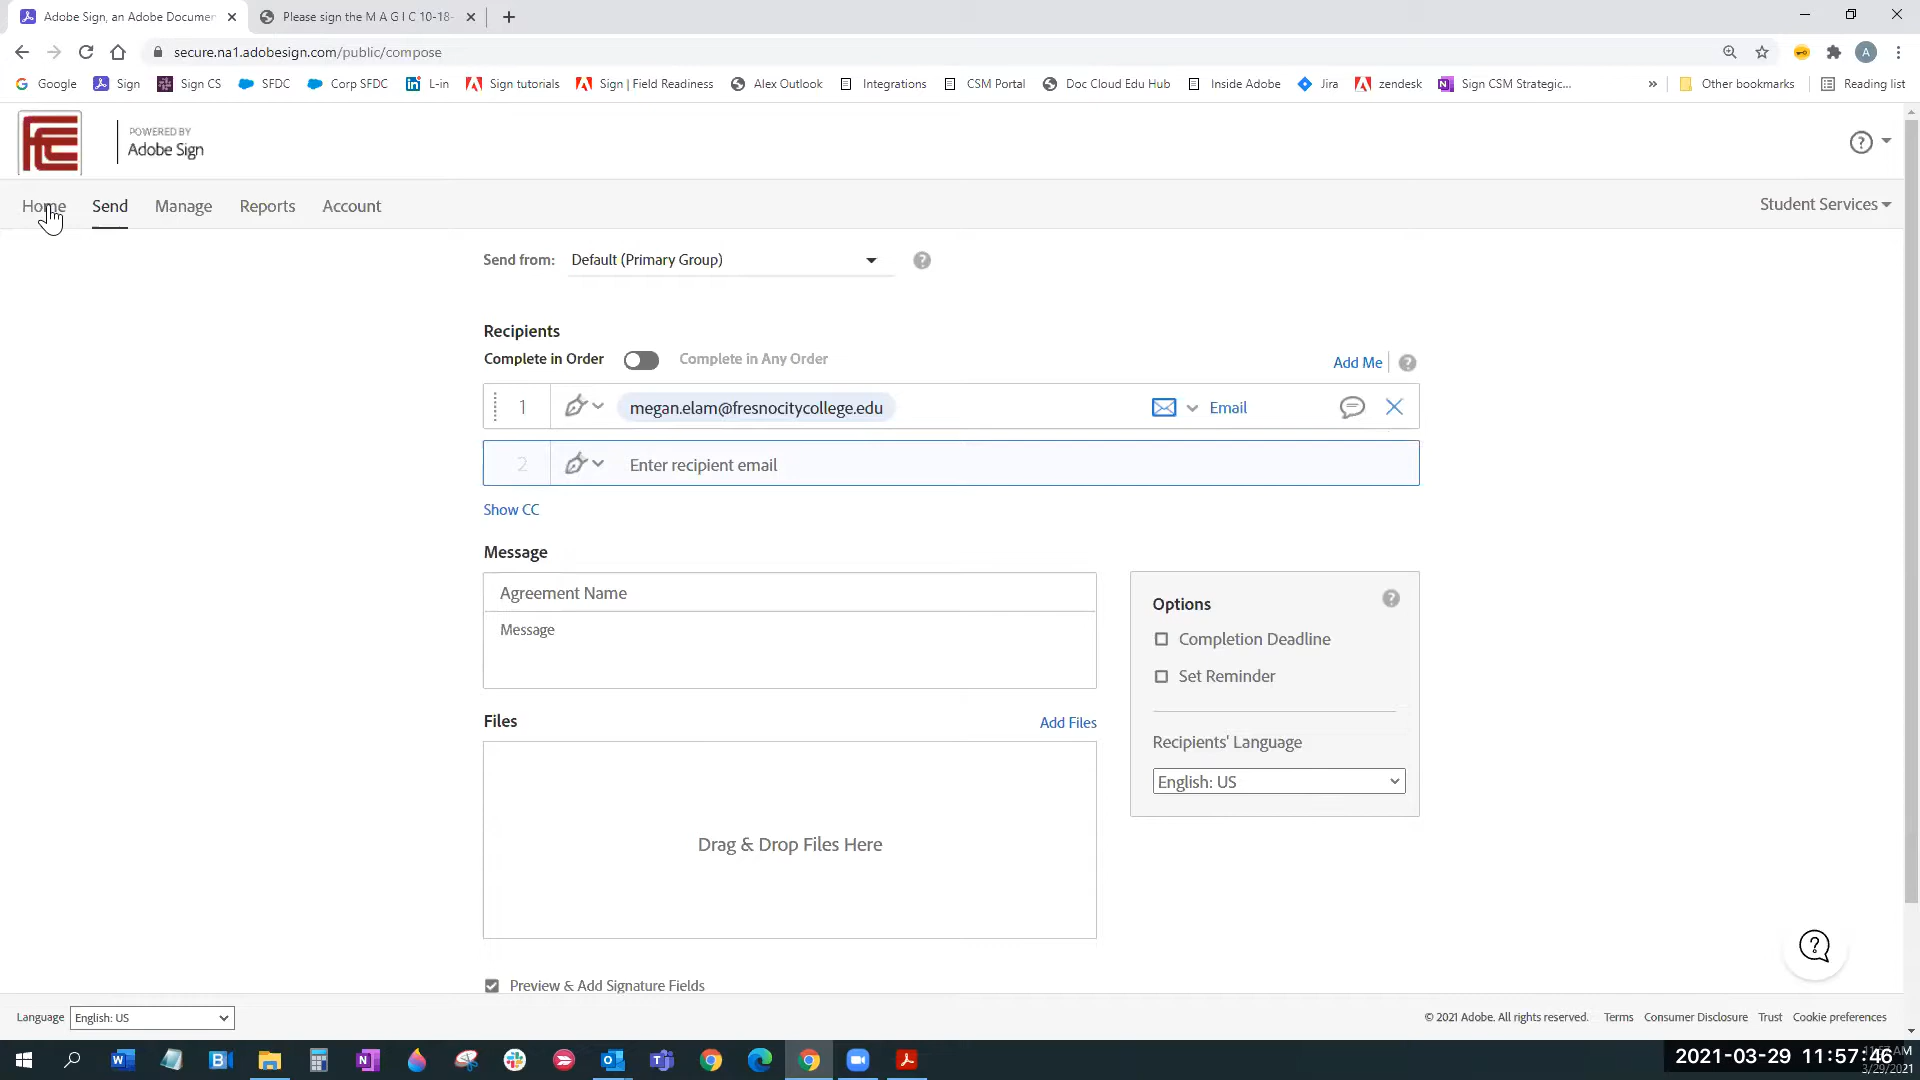 Adobe Sign, an Adobe Documen
Please sign the M A G I C 10-18-
secure.na1.adobesign.com/public/compose
A
Google
Sign
Sign CS
SFDC
Corp SFDC
L-in
Sign tutorials
Sign | Field Readiness
Alex Outlook
Integrations
CSM Portal
Doc Cloud Edu Hub
Inside Adobe
Jira
zendesk
Sign CSM Strategic...
»
Other bookmarks
Reading list
FCC
POWERED BY
Adobe Sign
Home
Send
Manage
Reports
Account
Student Services
Send from:
Default (Primary Group)
Recipients
Complete in Order
Complete in Any Order
Add Me
1
megan.elam@fresnocitycollege.edu
Email
2
Enter recipient email
Show CC
Message
Agreement Name
Message
Options
Completion Deadline
Set Reminder
Recipients' Language
English: US
Files
Add Files
Drag & Drop Files Here
Preview & Add Signature Fields
Language
English: US
© 2021 Adobe. All rights reserved.
Terms
Consumer Disclosure
Trust
Cookie preferences
2021-03-29 11:57:46
3/29/2021